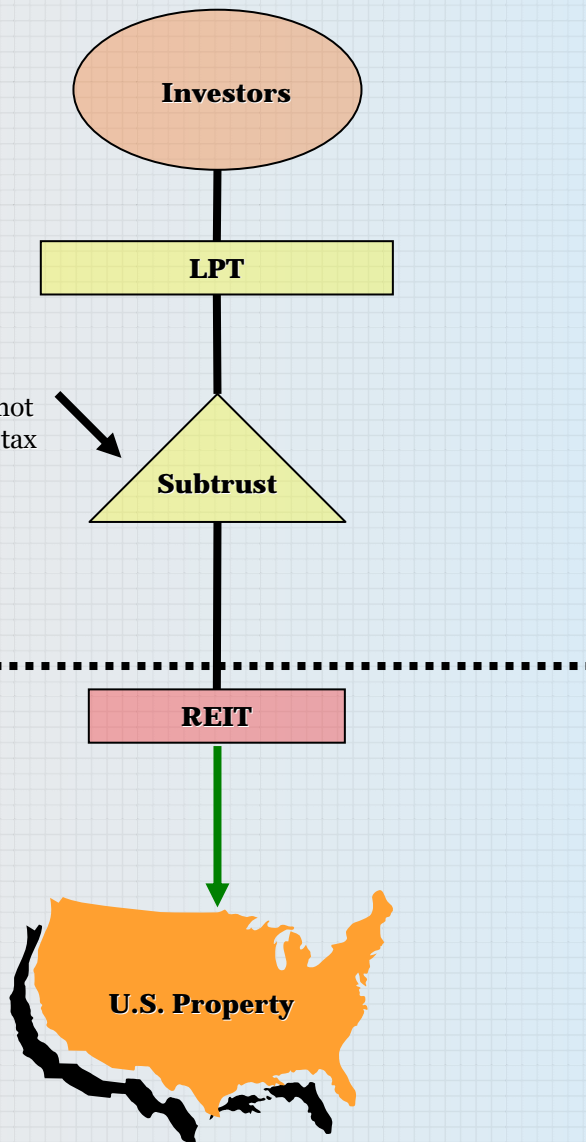 Investors
LPT
not
tax
Subtrust
REIT
U.S. Property